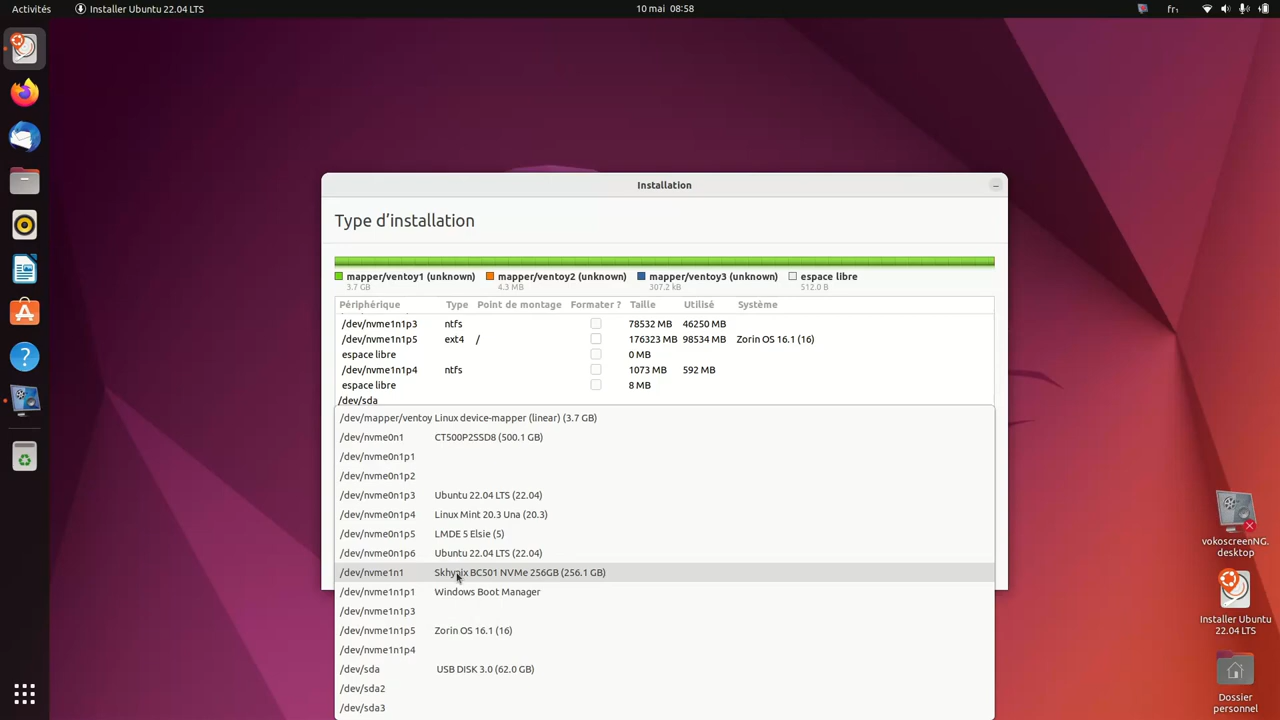 Activités Installer Ubuntu 22.04 LTS 10 mai 08:58 fr₁
Installation
Type d'installation
mapper/ventoy1 (unknown) mapper/ventoy2 (unknown) mapper/ventoy3 (unknown) espace libre
3.7 GB 4.3 MB 307.2 kB 512.0 B
Périphérique Type Point de montage Formater ? Taille Utilisé Système
/dev/nvme1n1p3 ntfs 78532 MB 46250 MB
/dev/nvme1n1p5 ext4 / 176323 MB 98534 MB Zorin OS 16.1 (16)
espace libre 0 MB
/dev/nvme1n1p4 ntfs 1073 MB 592 MB
espace libre 8 MB
/dev/sda
/dev/mapper/ventoy Linux device-mapper (linear) (3.7 GB)
/dev/nvme0n1 CT500P2SSD8 (500.1 GB)
/dev/nvme0n1p1
/dev/nvme0n1p2
/dev/nvme0n1p3 Ubuntu 22.04 LTS (22.04)
/dev/nvme0n1p4 Linux Mint 20.3 Una (20.3)
/dev/nvme0n1p5 LMDE 5 Elsie (5)
/dev/nvme0n1p6 Ubuntu 22.04 LTS (22.04)
/dev/nvme1n1 Skhynix BC501 NVMe 256GB (256.1 GB)
/dev/nvme1n1p1 Windows Boot Manager
/dev/nvme1n1p3
/dev/nvme1n1p5 Zorin OS 16.1 (16)
/dev/nvme1n1p4
/dev/sda USB DISK 3.0 (62.0 GB)
/dev/sda2
/dev/sda3
vokoscreenNG.
desktop
Installer Ubuntu
22.04 LTS
Dossier
personnel